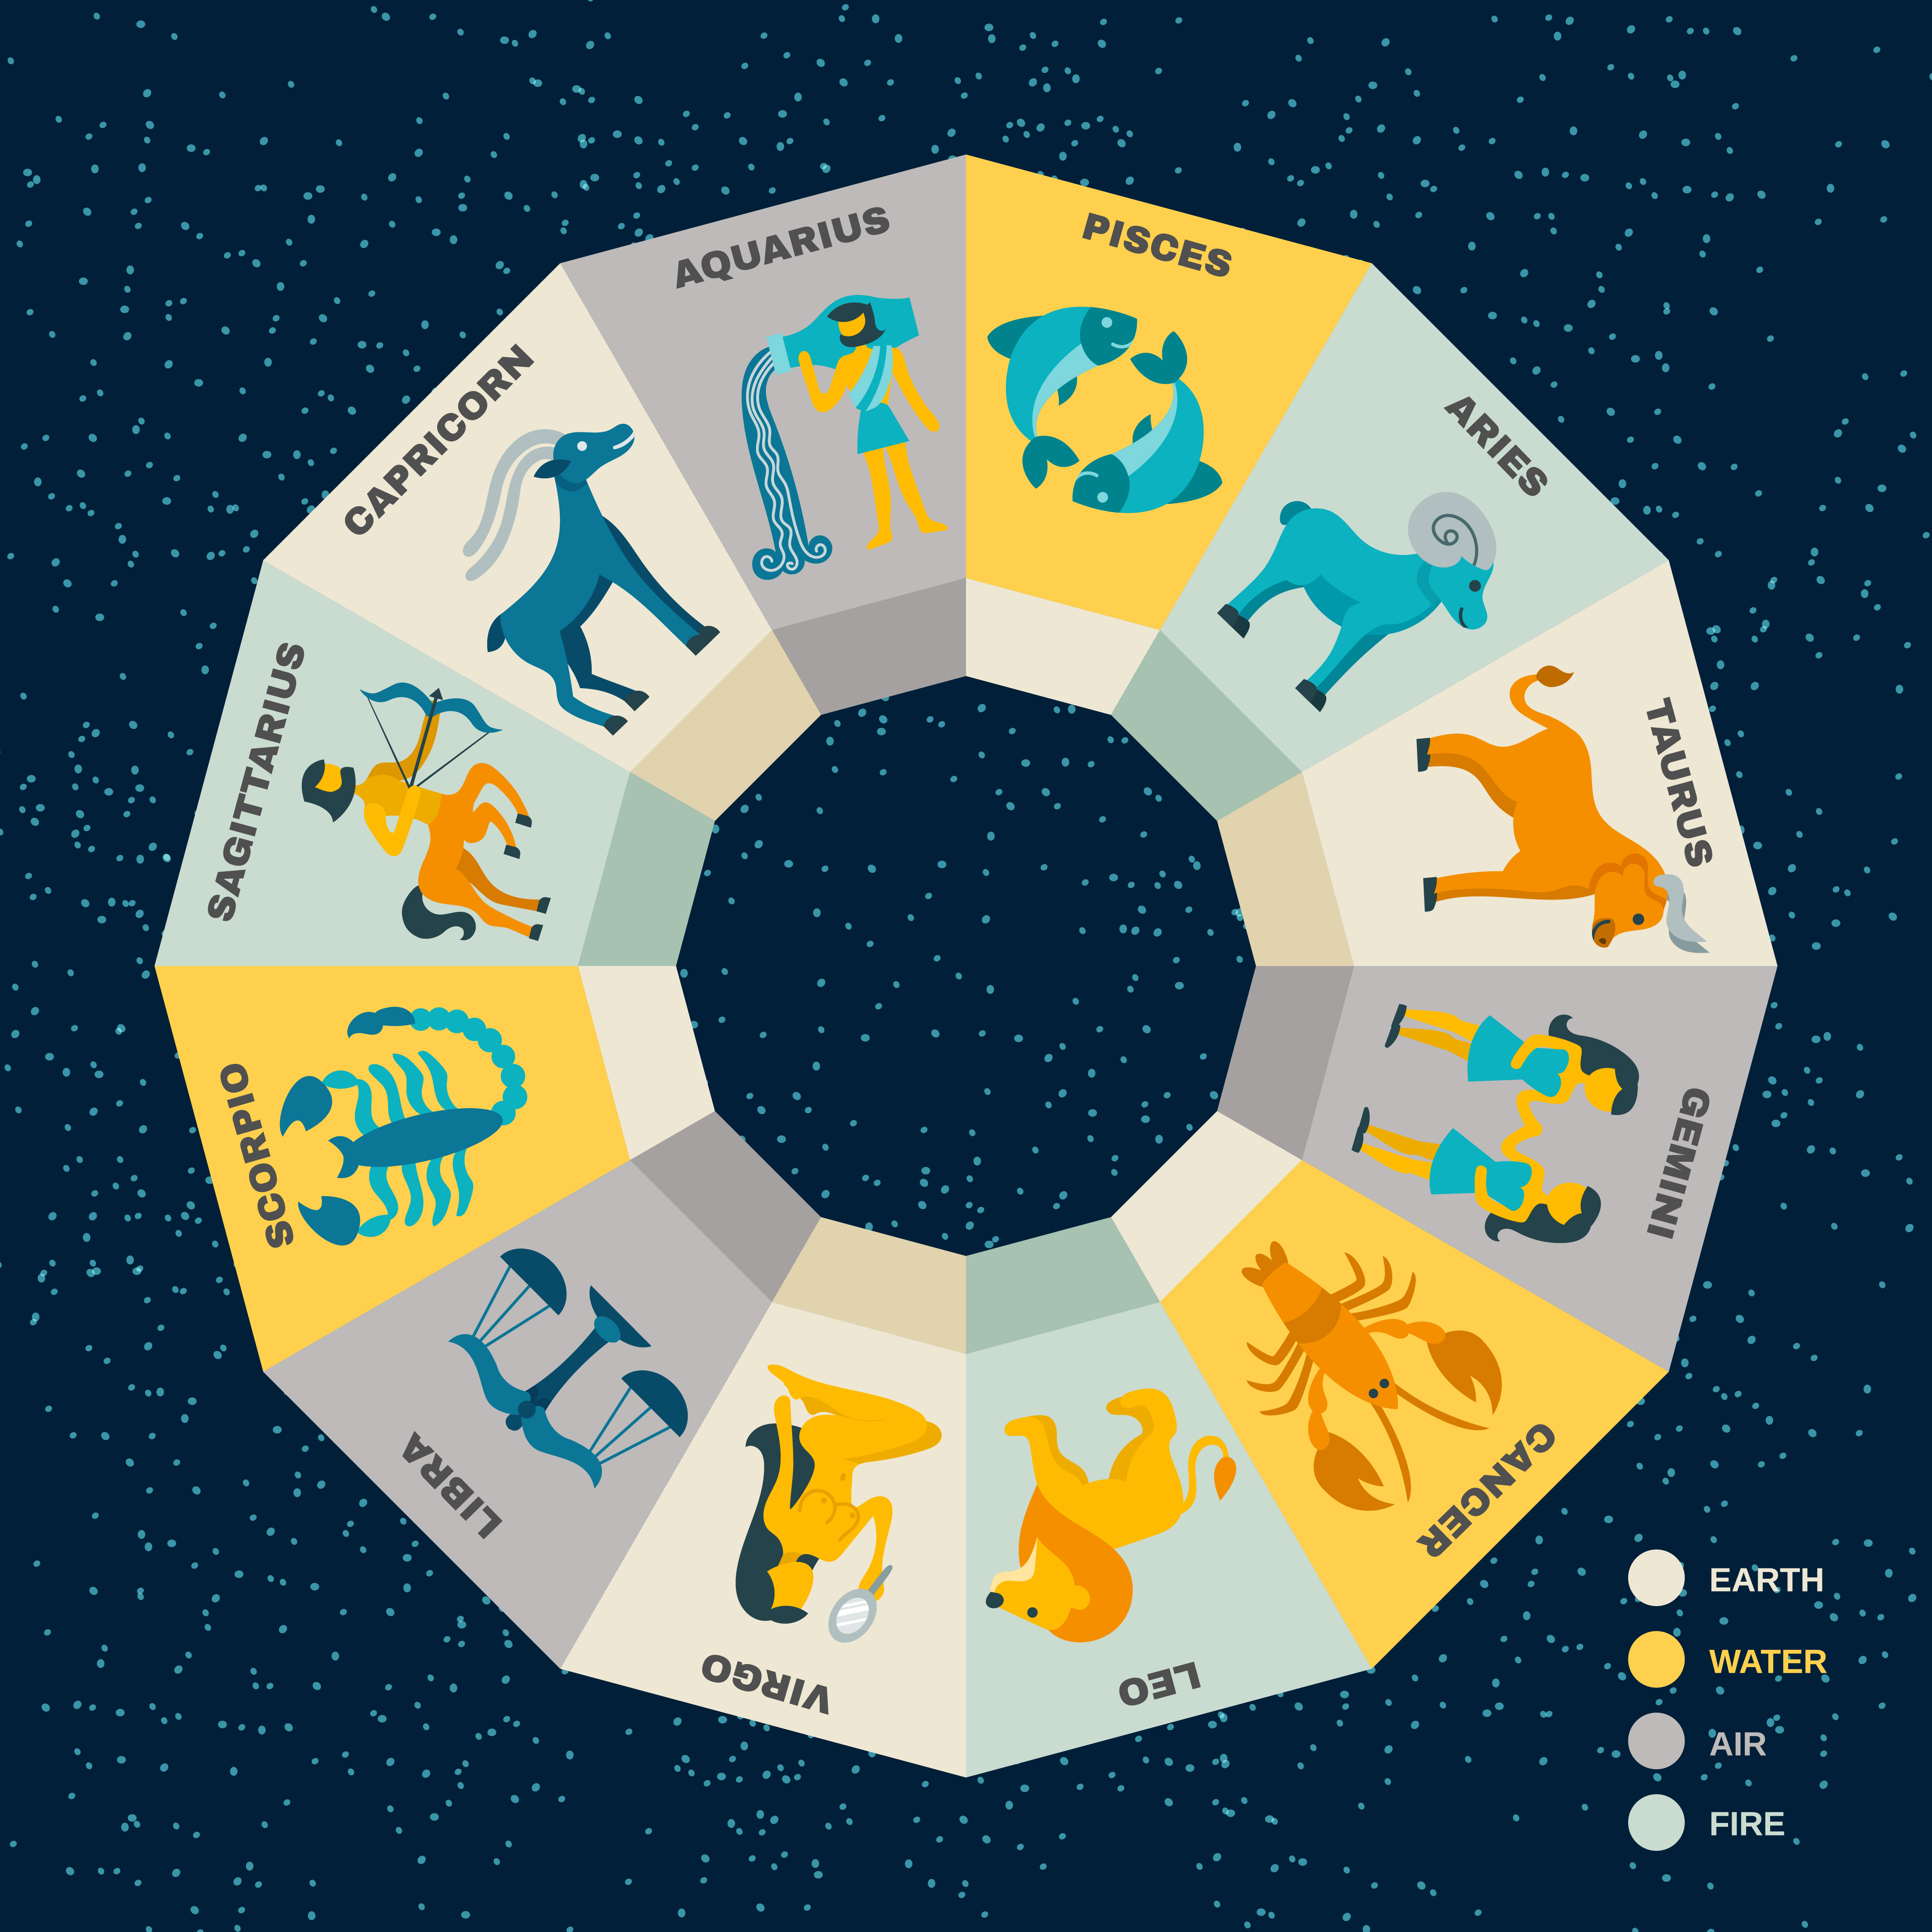 AQUARIUS
PISCES
ARIES
TAURUS
GEMINI
CANCER
LEO
VIRGO
LIBRA
SCORPIO
SAGITTARIUS
CAPRICORN
EARTH
WATER
AIR
FIRE